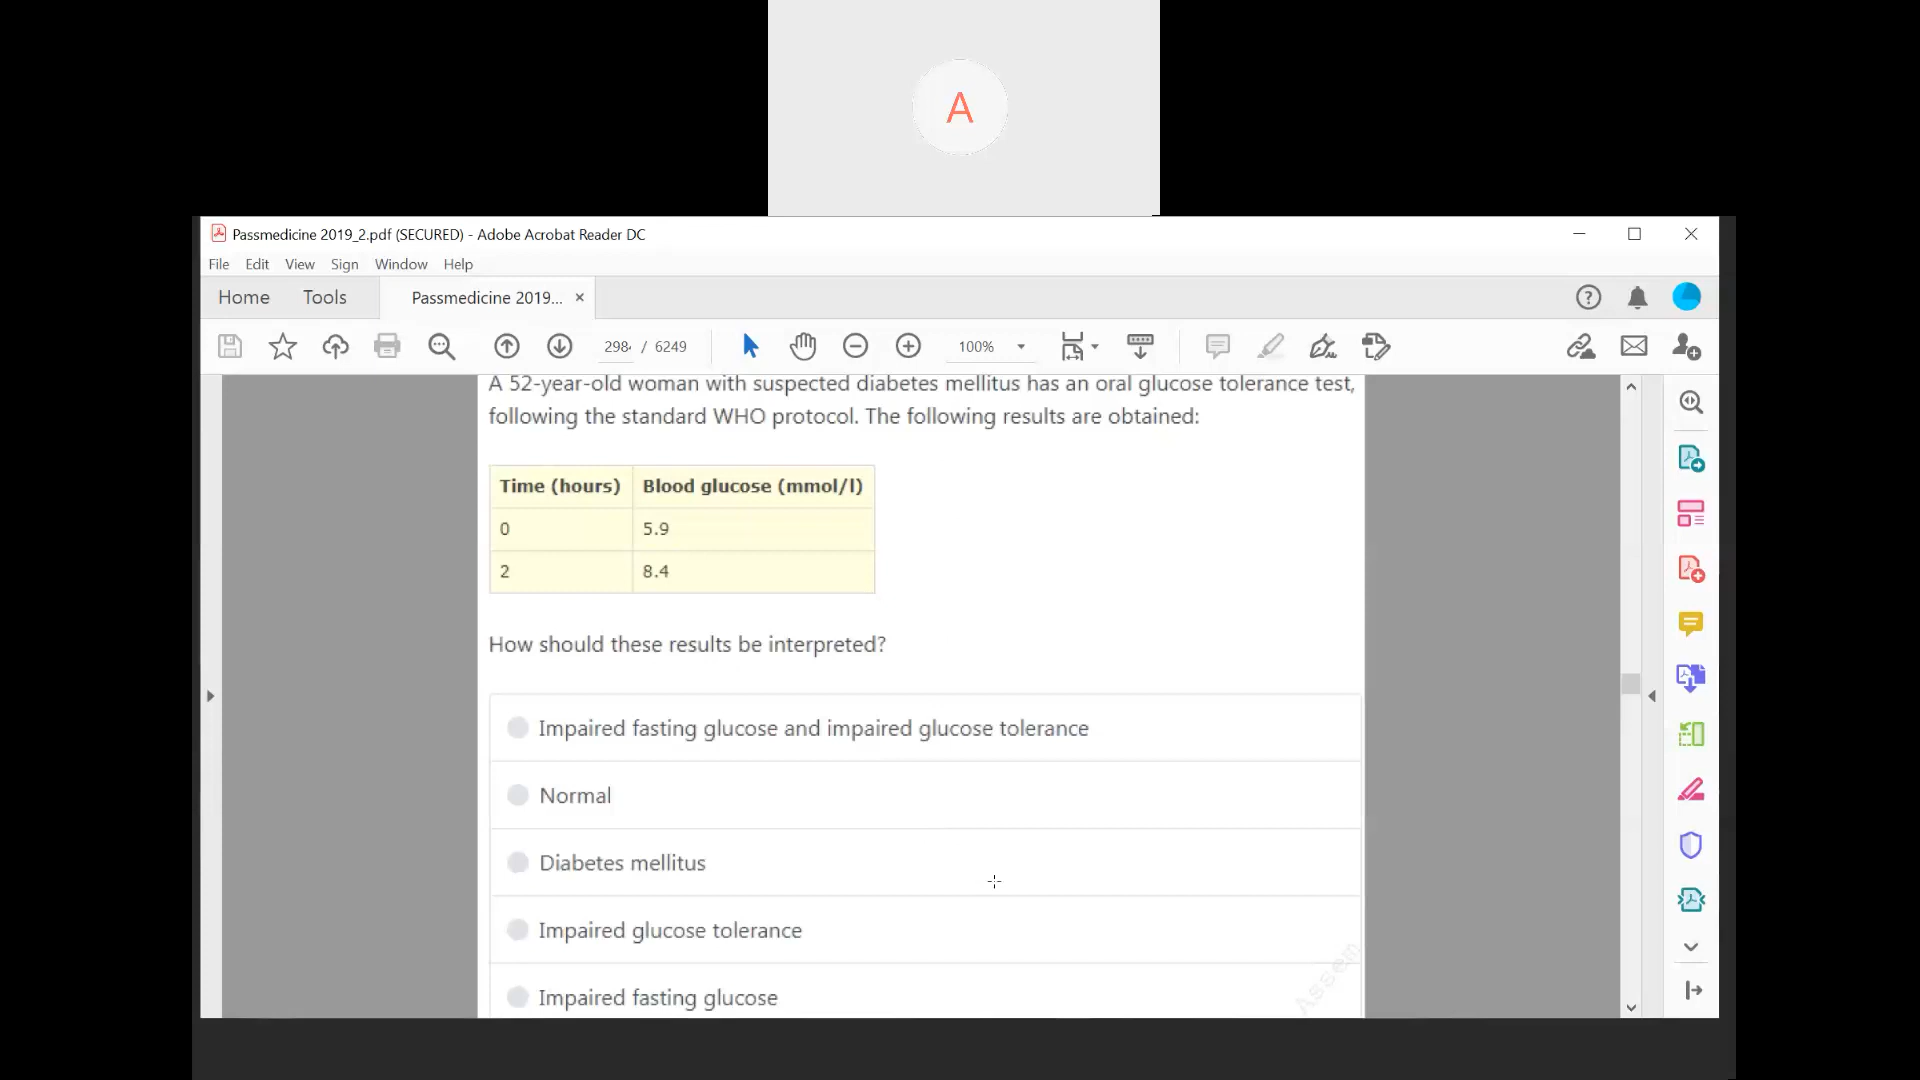 A
Passmedicine 2019_2.pdf (SECURED) - Adobe Acrobat Reader DC
File Edit View Sign Window Help
Home Tools Passmedicine 2019... ×
298 / 6249 100%
A 52-year-old woman with suspected diabetes mellitus has an oral glucose tolerance test,
following the standard WHO protocol. The following results are obtained:
Time (hours) Blood glucose (mmol/l)
0 5.9
2 8.4
How should these results be interpreted?
Impaired fasting glucose and impaired glucose tolerance
Normal
Diabetes mellitus
Impaired glucose tolerance
Impaired fasting glucose
Assem